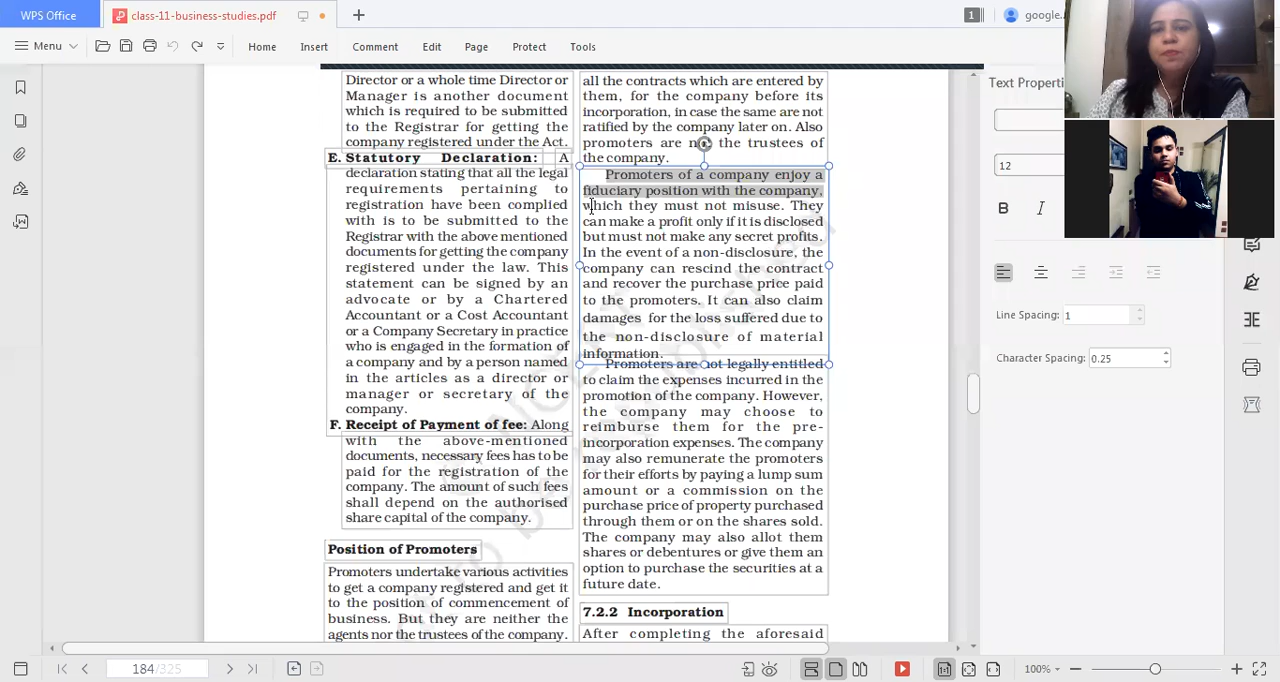 WPS Office
class-11-business-studies.pdf
1
google.
Menu
Home
Insert
Comment
Edit
Page
Protect
Tools
Director or a whole time Director or
Manager is another document
which is required to be submitted
to the Registrar for getting the
company registered under the Act.
E. Statutory Declaration: A
declaration stating that all the legal
requirements pertaining to
registration have been complied
with is to be submitted to the
Registrar with the above mentioned
documents for getting the company
registered under the law. This
statement can be signed by an
advocate or by a Chartered
Accountant or a Cost Accountant
or a Company Secretary in practice
who is engaged in the formation of
a company and by a person named
in the articles as a director or
manager or secretary of the
company.
F. Receipt of Payment of fee: Along
with the above-mentioned
documents, necessary fees has to be
paid for the registration of the
company. The amount of such fees
shall depend on the authorised
share capital of the company.
Position of Promoters
Promoters undertake various activities
to get a company registered and get it
to the position of commencement of
business. But they are neither the
agents nor the trustees of the company.
all the contracts which are entered by
them, for the company before its
incorporation, in case the same are not
ratified by the company later on. Also
promoters are not the trustees of
the company.
Promoters of a company enjoy a
fiduciary position with the company,
which they must not misuse. They
can make a profit only if it is disclosed
but must not make any secret profits.
In the event of a non-disclosure, the
company can rescind the contract
and recover the purchase price paid
to the promoters. It can also claim
damages for the loss suffered due to
the non-disclosure of material
information.
Promoters are not legally entitled
to claim the expenses incurred in the
promotion of the company. However,
the company may choose to
reimburse them for the pre-
incorporation expenses. The company
may also remunerate the promoters
for their efforts by paying a lump sum
amount or a commission on the
purchase price of property purchased
through them or on the shares sold.
The company may also allot them
shares or debentures or give them an
option to purchase the securities at a
future date.
7.2.2 Incorporation
After completing the aforesaid
Text Properti
12
B
I
Line Spacing: 1
Character Spacing: 0.25
184/325
1:1
100%